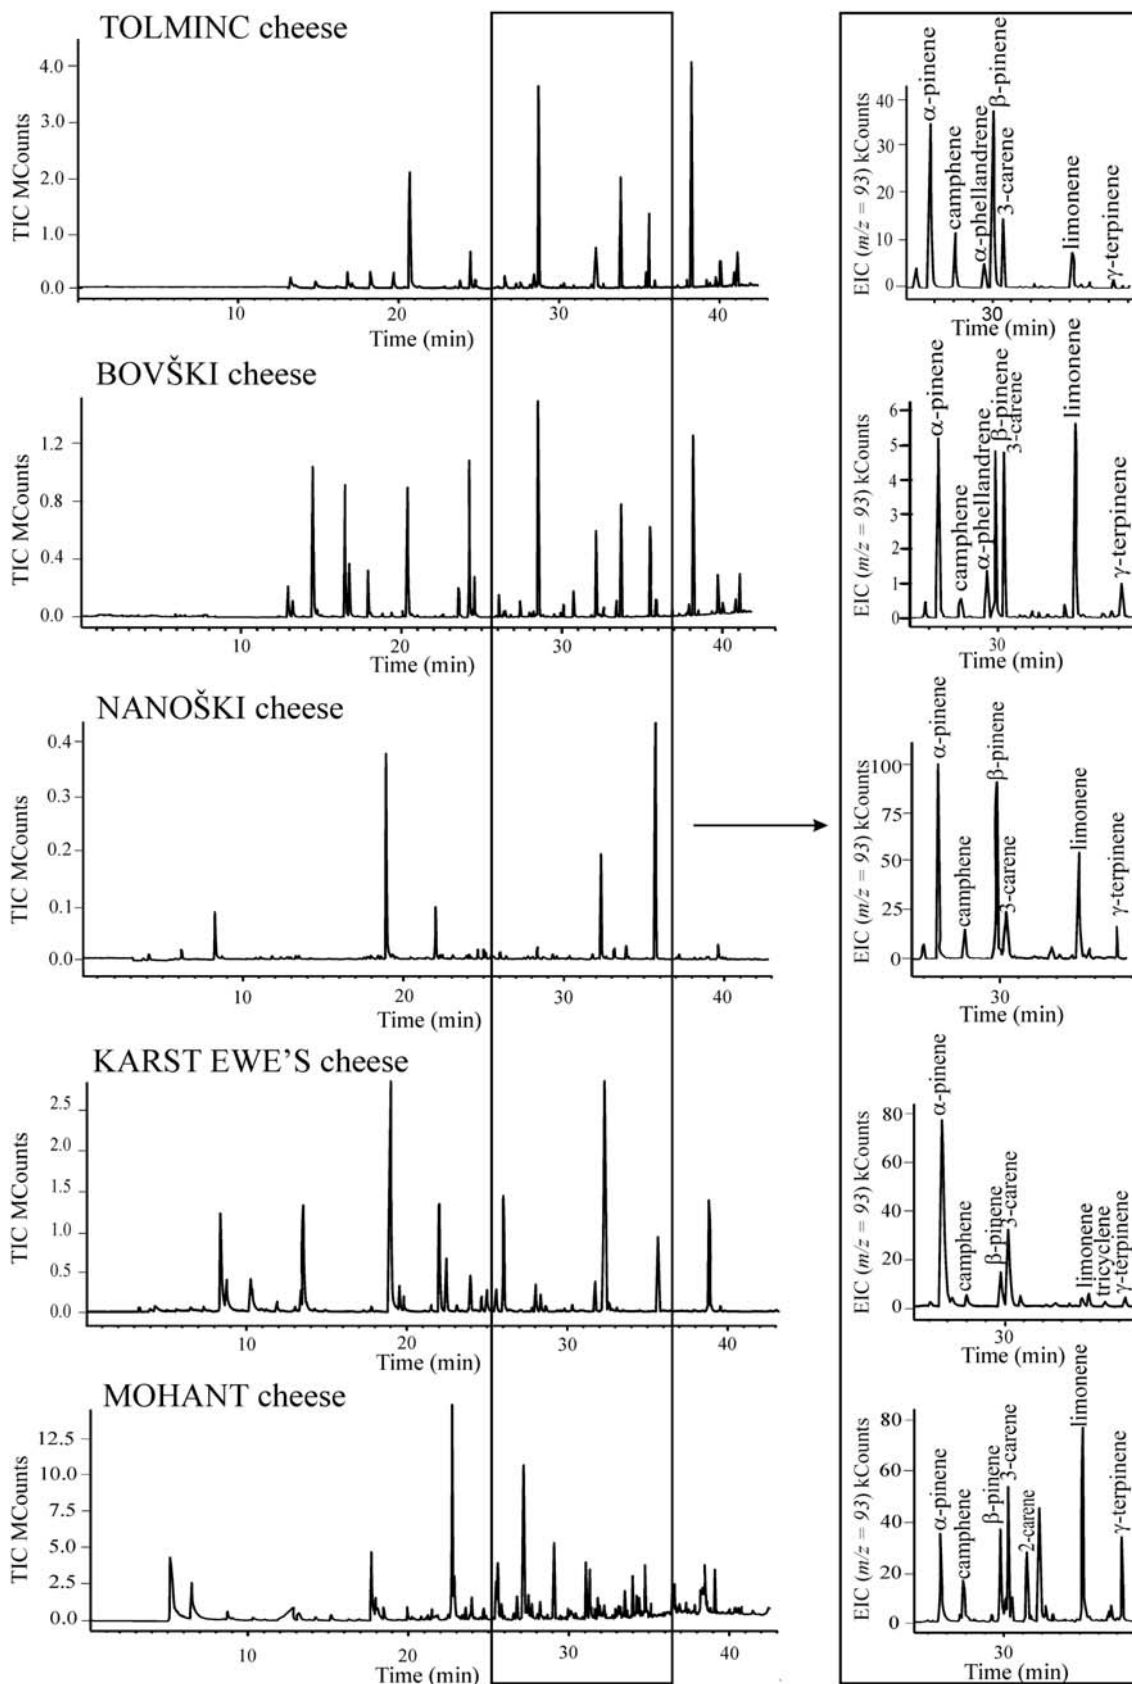 TOLMINC cheese
TIC MCounts
4.0
3.0
2.0
1.0
0.0
10
20
30
40
Time (min)
EIC (m/z = 93) kCounts
40
30
20
10
0
α-pinene
camphene
α-phellandrene
β-pinene
3-carene
limonene
γ-terpinene
30
Time (min)
BOVŠKI cheese
TIC MCounts
1.2
0.8
0.4
0.0
10
20
30
40
Time (min)
EIC (m/z = 93) kCounts
6
5
4
3
2
1
0
α-pinene
camphene
α-phellandrene
β-pinene
3-carene
limonene
γ-terpinene
30
Time (min)
NANOŠKI cheese
TIC MCounts
0.4
0.3
0.2
0.1
0.0
10
20
30
40
Time (min)
EIC (m/z = 93) kCounts
100
75
50
25
0
α-pinene
camphene
β-pinene
3-carene
limonene
γ-terpinene
30
Time (min)
KARST EWE’S cheese
TIC MCounts
2.5
2.0
1.5
1.0
0.5
0.0
10
20
30
40
Time (min)
EIC (m/z = 93) kCounts
80
60
40
20
0
α-pinene
camphene
β-pinene
3-carene
limonene
tricyclene
γ-terpinene
30
Time (min)
MOHANT cheese
TIC MCounts
12.5
10.0
7.5
5.0
2.5
0.0
10
20
30
40
Time (min)
EIC (m/z = 93) kCounts
80
60
40
20
0
α-pinene
camphene
β-pinene
3-carene
2-carene
limonene
γ-terpinene
30
Time (min)